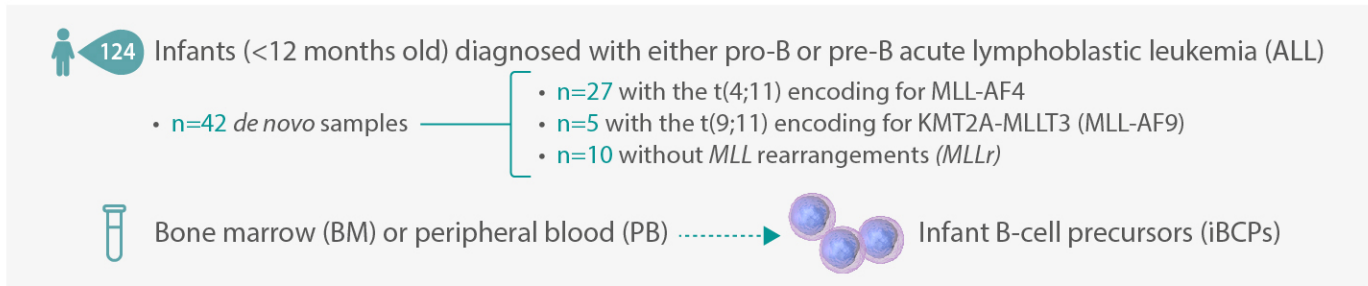 124 Infants (<12 months old) diagnosed with either pro-B or pre-B acute lymphoblastic leukemia (ALL)
• n=27 with the t(4;11) encoding for MLL-AF4
• n=42 de novo samples
• n=5 with the t(9;11) encoding for KMT2A-MLLT3 (MLL-AF9)
• n=10 without MLL rearrangements (MLLr)
Bone marrow (BM) or peripheral blood (PB)
Infant B-cell precursors (iBCPs)